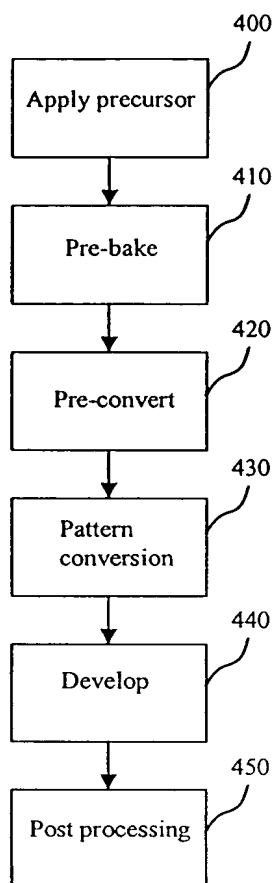 400
Apply precursor
410
Pre-bake
420
Pre-convert
430
Pattern
conversion
440
Develop
450
Post processing